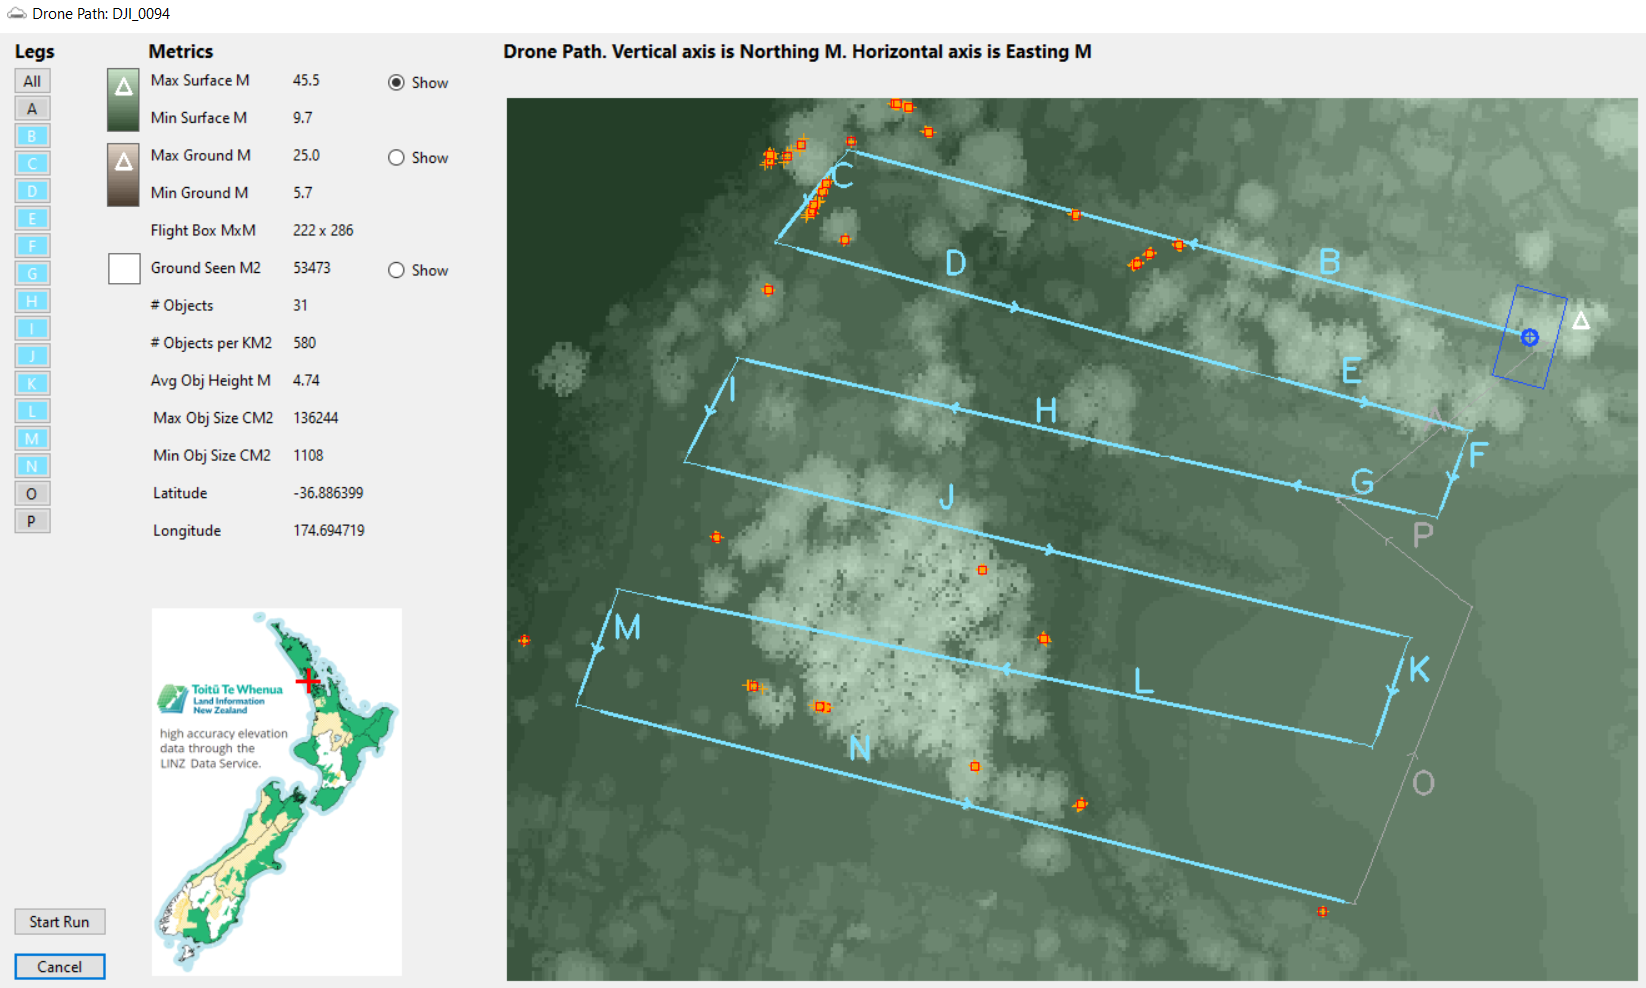 Drone Path: DJI_0094
Legs
All
A
B
C
D
E
F
G
H
I
J
K
L
M
N
O
P
Start Run
Cancel
Metrics
Max Surface M 45.5 Show
Min Surface M 9.7
Max Ground M 25.0 Show
Min Ground M 5.7
Flight Box MxM 222 x 286
Ground Seen M2 53473 Show
# Objects 31
# Objects per KM2 580
Avg Obj Height M 4.74
Max Obj Size CM2 136244
Min Obj Size CM2 1108
Latitude -36.886399
Longitude 174.694719
Toitū Te Whenua
Land Information
New Zealand
high accuracy elevation
data through the
LINZ Data Service.
Drone Path. Vertical axis is Northing M. Horizontal axis is Easting M
C
B
D
E
A
I
H
F
G
J
P
M
K
L
N
O